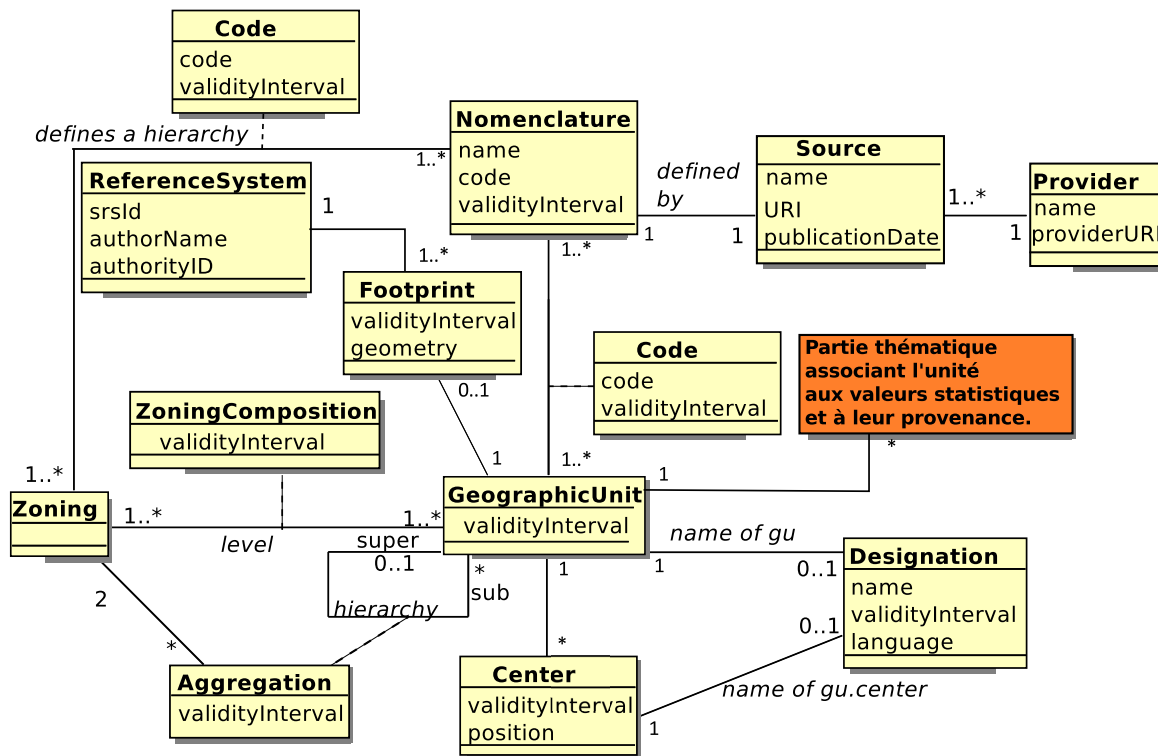 Code
code
validityInterval
defines a hierarchy
1..*
Nomenclature
name
code
validityInterval
defined
by
1
1
Source
name
URI
publicationDate
1..*
1
Provider
name
providerURI
ReferenceSystem
srsId
authorName
authorityID
1
1..*
Footprint
validityInterval
geometry
0..1
1
1..*
Code
code
validityInterval
1..*
Partie thématique
associant l'unité
aux valeurs statistiques
et à leur provenance.
*
1
ZoningComposition
validityInterval
1..*
Zoning
1..*
level
1..*
GeographicUnit
validityInterval
super
0..1
*
sub
hierarchy
2
*
Aggregation
validityInterval
1
*
Center
validityInterval
position
name of gu
1
0..1
Designation
name
validityInterval
language
0..1
name of gu.center
1